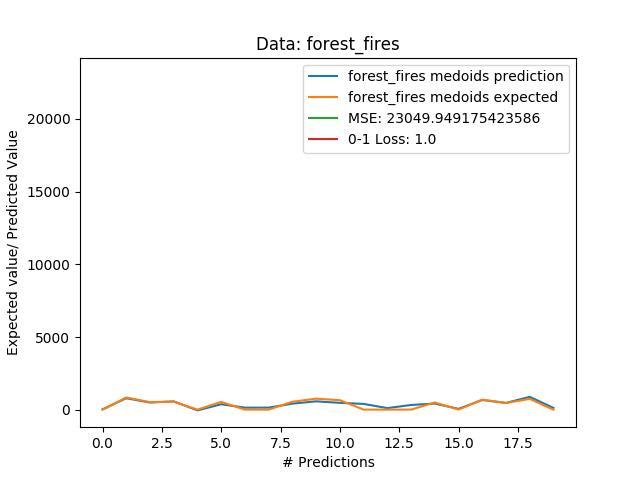 Data: forest_fires
forest_fires medoids prediction
forest_fires medoids expected
MSE: 23049.949175423586
0-1 Loss: 1.0
Expected value/ Predicted Value
20000
15000
10000
5000
0
0.0 2.5 5.0 7.5 10.0 12.5 15.0 17.5
# Predictions